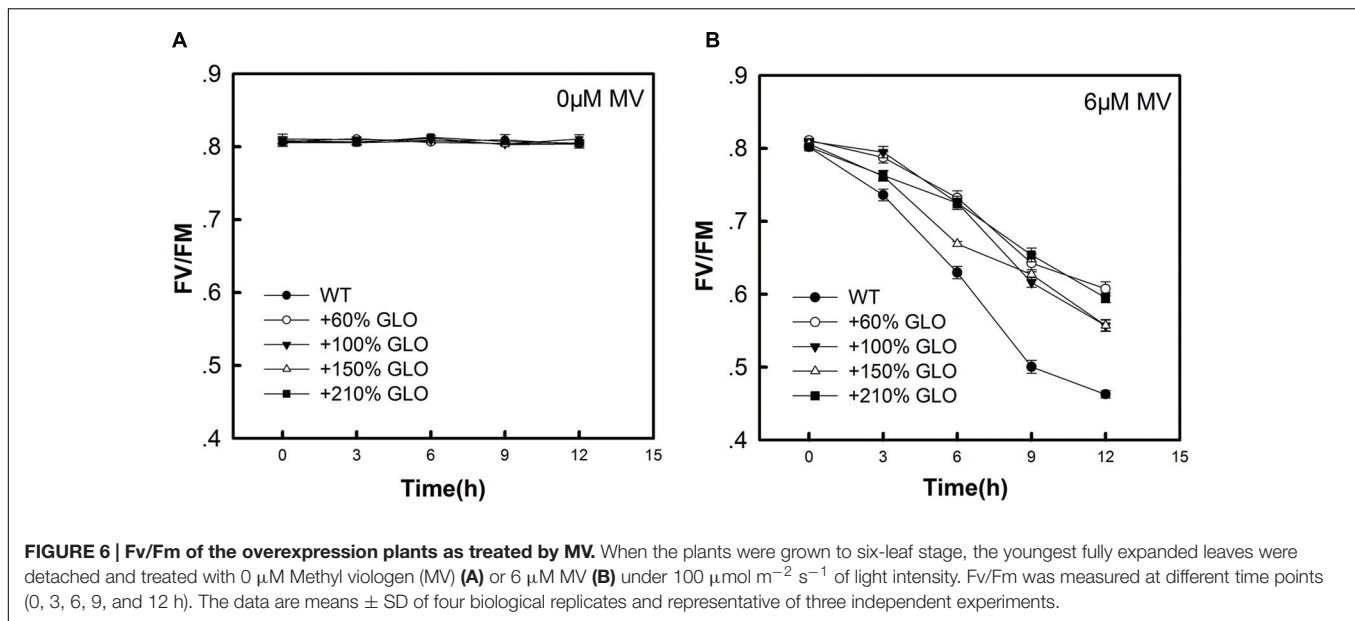 A
.9
.8
.7
.6
.5
.4
FV/FM
0µM MV
WT
+60% GLO
+100% GLO
+150% GLO
+210% GLO
0 3 6 9 12 15
Time(h)
B
.9
.8
.7
.6
.5
.4
FV/FM
6µM MV
WT
+60% GLO
+100% GLO
+150% GLO
+210% GLO
0 3 6 9 12 15
Time(h)
FIGURE 6 | Fv/Fm of the overexpression plants as treated by MV. When the plants were grown to six-leaf stage, the youngest fully expanded leaves were
detached and treated with 0 μM Methyl viologen (MV) (A) or 6 μM MV (B) under 100 μmol m⁻² s⁻¹ of light intensity. Fv/Fm was measured at different time points
(0, 3, 6, 9, and 12 h). The data are means ± SD of four biological replicates and representative of three independent experiments.